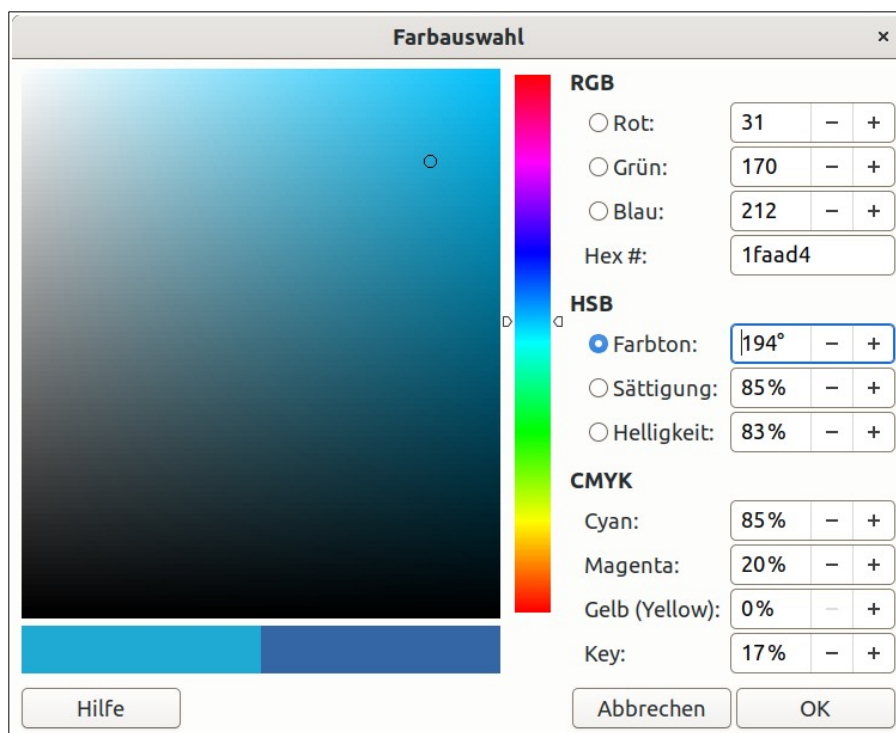 Farbauswahl ×
RGB
Rot: 31 − +
Grün: 170 − +
Blau: 212 − +
Hex #: 1faad4
HSB
Farbton: 194° − +
Sättigung: 85% − +
Helligkeit: 83% − +
CMYK
Cyan: 85% − +
Magenta: 20% − +
Gelb (Yellow): 0% − +
Key: 17% − +
Hilfe Abbrechen OK